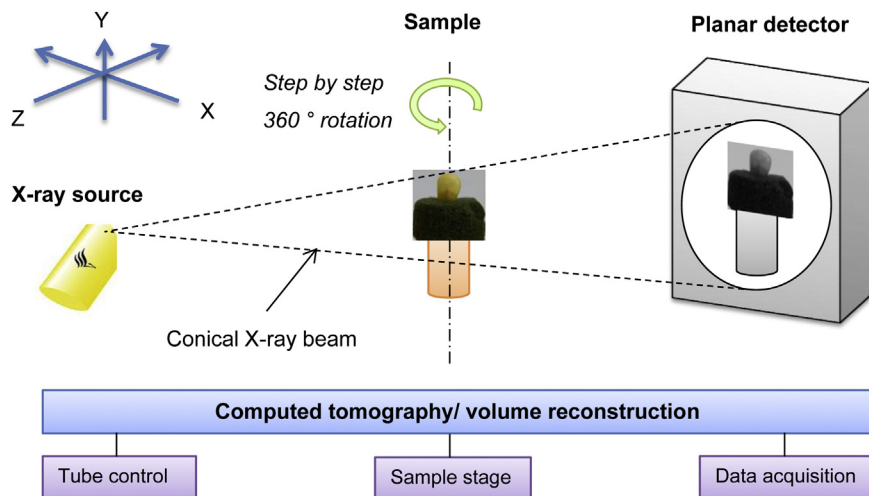 Y
Z
X
Sample
Planar detector
Step by step
360 ° rotation
X-ray source
Conical X-ray beam
Computed tomography/ volume reconstruction
Tube control
Sample stage
Data acquisition